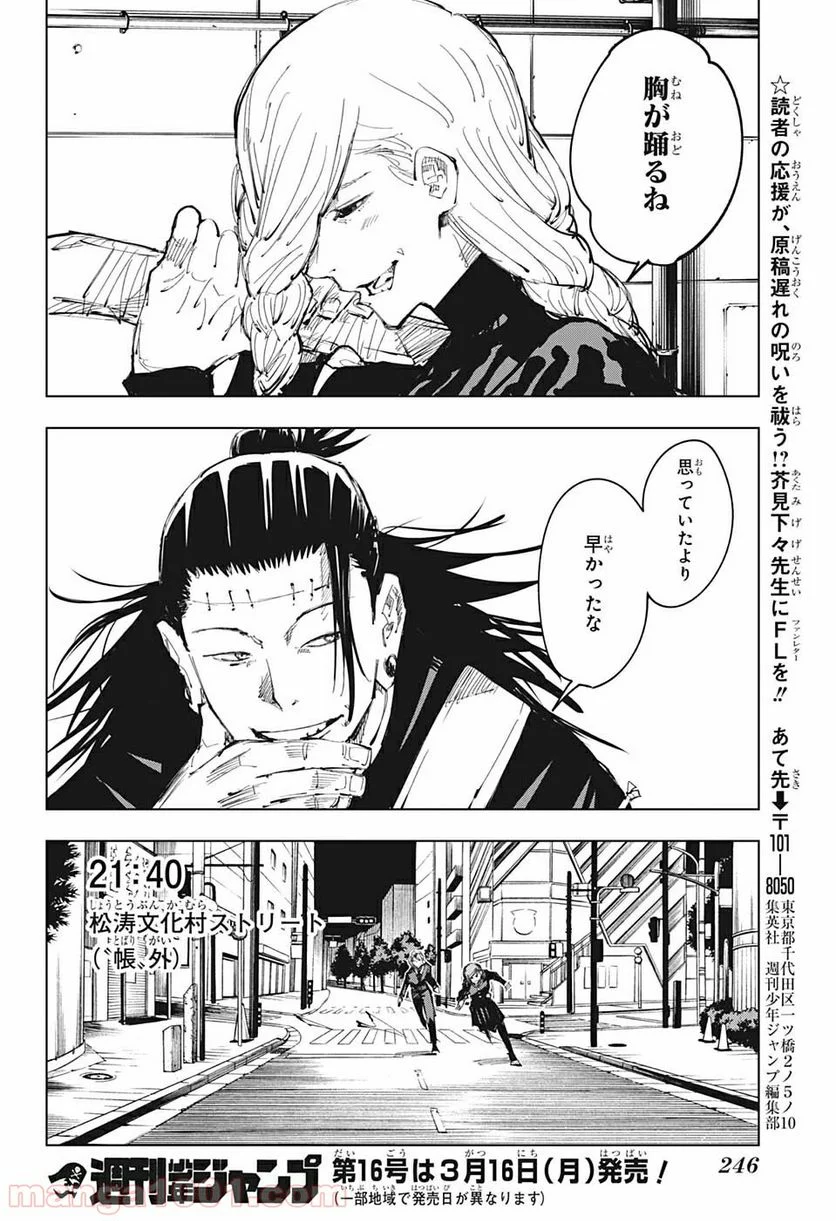 胸が踊るね
思っていたより
早かったな
21:40
松涛文化村ストリート
(〝帳〟外)
☆読者の応援が、原稿遅れの呪いを祓う!?芥見下々先生にFLを!! あて先➡〒101―8050 東京都千代田区一ツ橋2ノ5ノ10 集英社 週刊少年ジャンプ編集部
週刊少年ジャンプ 第16号は3月16日(月)発売!
(一部地域で発売日が異なります)
246
manga1001.com